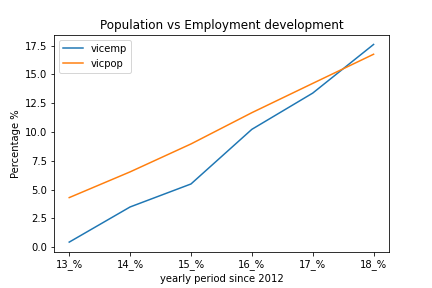 Population vs Employment development
vicemp
vicpop
Percentage %
17.5
15.0
12.5
10.0
7.5
5.0
2.5
0.0
13_% 14_% 15_% 16_% 17_% 18_%
yearly period since 2012